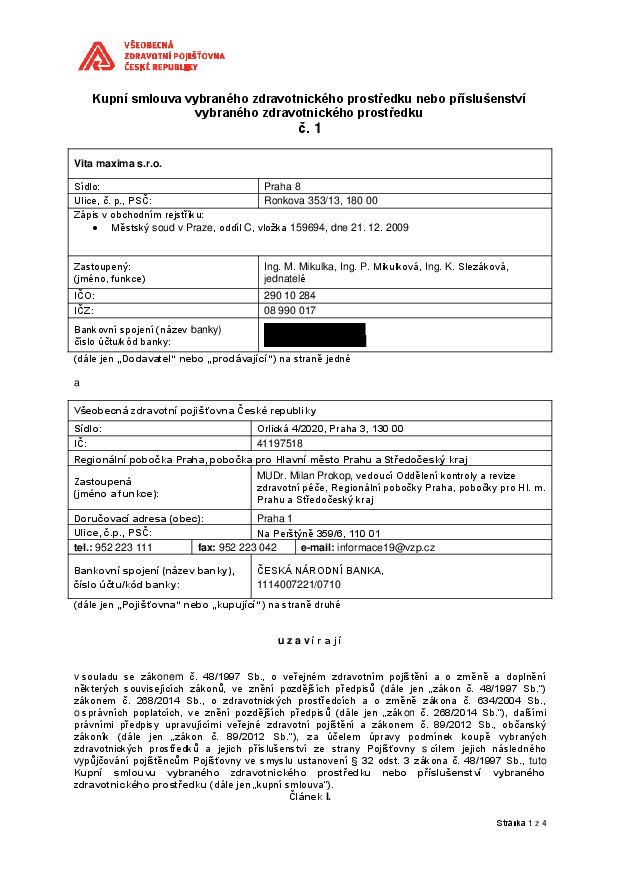 VŠEOBECNÁ
ZDRAVOTNÍ POJIŠŤOVNA
ČESKÉ REPUBLIKY
Kupní smlouva vybraného zdravotnického prostředku nebo příslušenství
vybraného zdravotnického prostředku
č. 1
Vita maxima s.r.o.
Sídlo: Praha 8
Ulice, č. p., PSČ: Ronkova 353/13, 180 00
Zápis v obchodním rejstříku:
• Městský soud v Praze, oddíl C, vložka 159694, dne 21. 12. 2009
Zastoupený: Ing. M. Mikulka, Ing. P. Mikulková, Ing. K. Slezáková,
(jméno, funkce) jednatelé
IČO: 290 10 284
IČZ: 08 990 017
Bankovní spojení (název banky)
číslo účtu/kód banky:
(dále jen „Dodavatel“ nebo „prodávající“) na straně jedné
a
Všeobecná zdravotní pojišťovna České republiky
Sídlo: Orlická 4/2020, Praha 3, 130 00
IČ: 41197518
Regionální pobočka Praha, pobočka pro Hlavní město Prahu a Středočeský kraj
Zastoupená
(jméno a funkce):
MUDr. Milan Prokop, vedoucí Oddělení kontroly a revize
zdravotní péče, Regionální pobočky Praha, pobočky pro Hl. m.
Prahu a Středočeský kraj
Doručovací adresa (obec): Praha 1
Ulice, č.p., PSČ: Na Perštýně 359/6, 110 01
tel.: 952 223 111 fax: 952 223 042 e-mail: informace19@vzp.cz
Bankovní spojení (název banky), ČESKÁ NÁRODNÍ BANKA,
číslo účtu/kód banky: 1114007221/0710
(dále jen „Pojišťovna“ nebo „kupující“) na straně druhé
u z a v í r a j í
v souladu se zákonem č. 48/1997 Sb., o veřejném zdravotním pojištění a o změně a doplnění
některých souvisejících zákonů, ve znění pozdějších předpisů (dále jen „zákon č. 48/1997 Sb.“)
zákonem č. 268/2014 Sb., o zdravotnických prostředcích a o změně zákona č. 634/2004 Sb.,
o správních poplatcích, ve znění pozdějších předpisů (dále jen „zákon č. 268/2014 Sb.“), dalšími
právními předpisy upravujícími veřejné zdravotní pojištění a zákonem č. 89/2012 Sb., občanský
zákoník (dále jen „zákon č. 89/2012 Sb.“), za účelem úpravy podmínek koupě vybraných
zdravotnických prostředků a jejich příslušenství ze strany Pojišťovny s cílem jejich následného
vypůjčování pojištěncům Pojišťovny ve smyslu ustanovení § 32 odst. 3 zákona č. 48/1997 Sb., tuto
Kupní smlouvu vybraného zdravotnického prostředku nebo příslušenství vybraného
zdravotnického prostředku (dále jen „kupní smlouva“).
Článek I.
Stránka 1 z 4